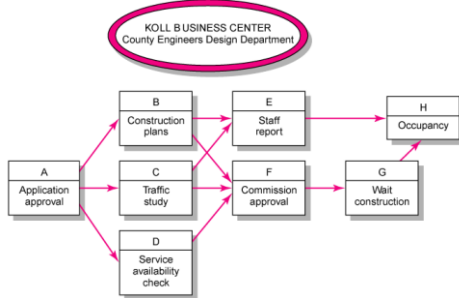 KOLL BUSINESS CENTER
County Engineers Design Department
B
Construction
plans
E
Staff
report
H
Occupancy
A
Application
approval
C
Traffic
study
F
Commission
approval
G
Wait
construction
D
Service
availability
check